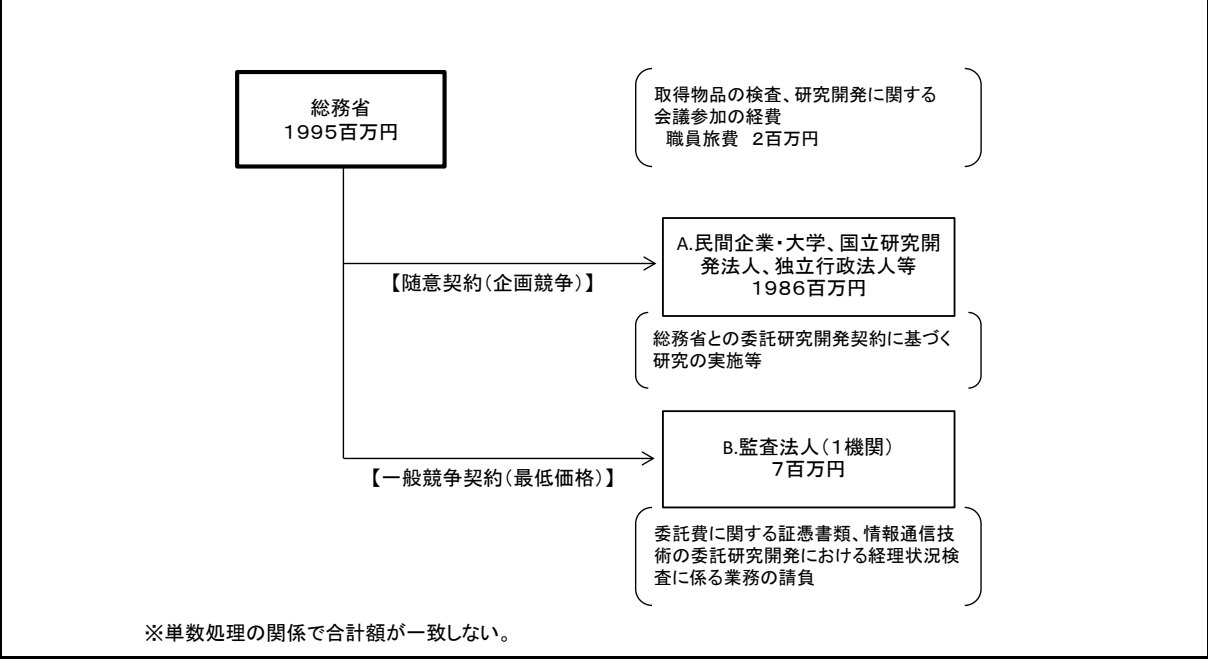 総務省
１９９５百万円
取得物品の検査、研究開発に関する
会議参加の経費
職員旅費　２百万円
A.民間企業・大学、国立研究開
発法人、独立行政法人等
１９８６百万円
【随意契約（企画競争）】
総務省との委託研究開発契約に基づく
研究の実施等
B.監査法人（１機関）
７百万円
【一般競争契約（最低価格）】
委託費に関する証憑書類、情報通信技
術の委託研究開発における経理状況検
査に係る業務の請負
※単数処理の関係で合計額が一致しない。